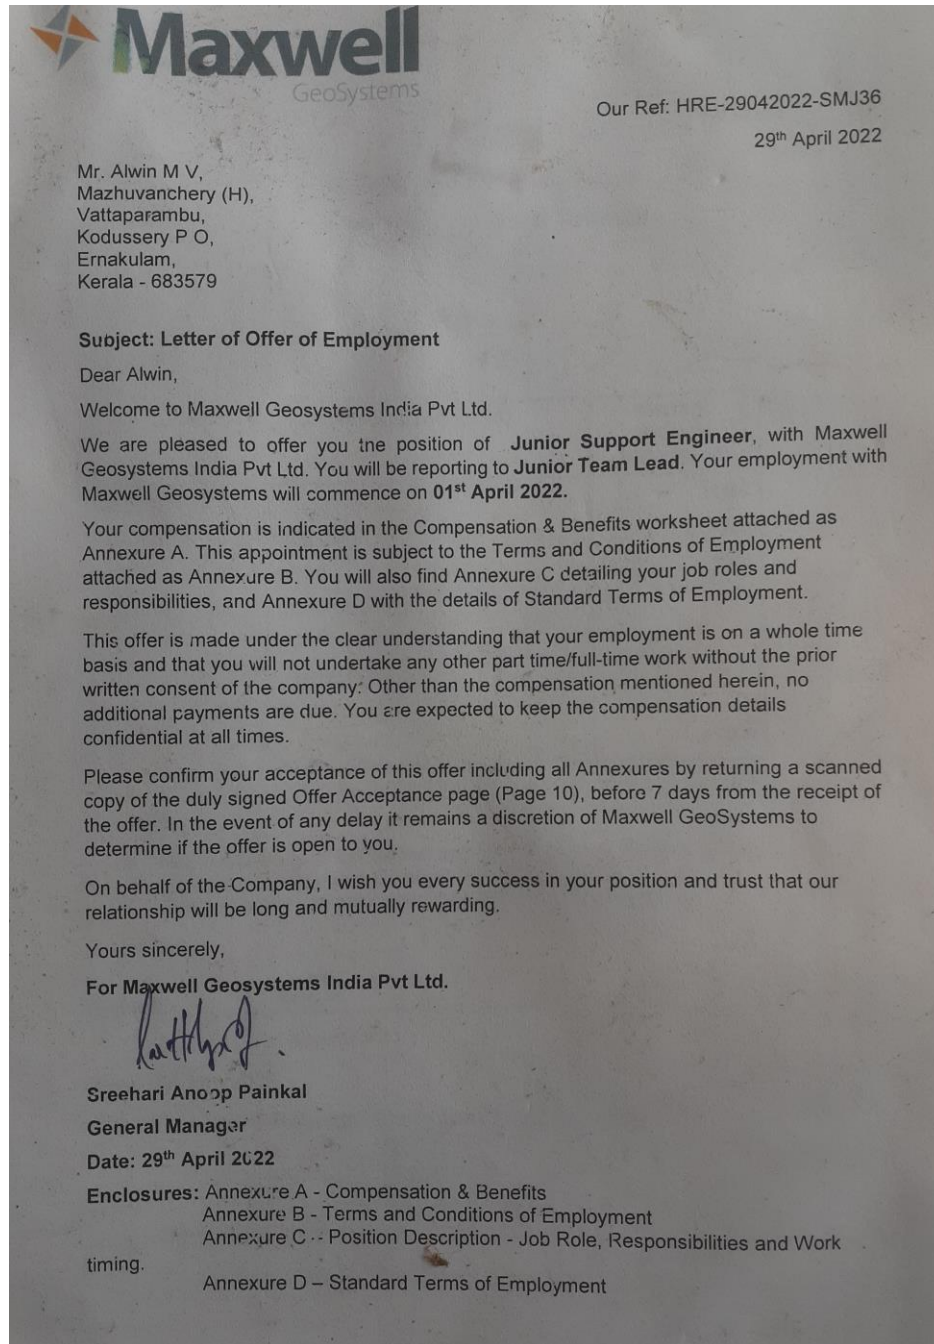 Maxwell
GeoSystems
Our Ref: HRE-29042022-SMJ36
29th April 2022
Mr. Alwin M V,
Mazhuvanchery (H),
Vattaparambu,
Kodussery P O,
Ernakulam,
Kerala - 683579
Subject: Letter of Offer of Employment
Dear Alwin,
Welcome to Maxwell Geosystems India Pvt Ltd.
We are pleased to offer you the position of Junior Support Engineer, with Maxwell
Geosystems India Pvt Ltd. You will be reporting to Junior Team Lead. Your employment with
Maxwell Geosystems will commence on 01st April 2022.
Your compensation is indicated in the Compensation & Benefits worksheet attached as
Annexure A. This appointment is subject to the Terms and Conditions of Employment
attached as Annexure B. You will also find Annexure C detailing your job roles and
responsibilities, and Annexure D with the details of Standard Terms of Employment.
This offer is made under the clear understanding that your employment is on a whole time
basis and that you will not undertake any other part time/full-time work without the prior
written consent of the company. Other than the compensation mentioned herein, no
additional payments are due. You are expected to keep the compensation details
confidential at all times.
Please confirm your acceptance of this offer including all Annexures by returning a scanned
copy of the duly signed Offer Acceptance page (Page 10), before 7 days from the receipt of
the offer. In the event of any delay it remains a discretion of Maxwell GeoSystems to
determine if the offer is open to you.
On behalf of the Company, I wish you every success in your position and trust that our
relationship will be long and mutually rewarding.
Yours sincerely,
For Maxwell Geosystems India Pvt Ltd.
Sreehari Anoop Painkal
General Manager
Date: 29th April 2022
Enclosures: Annexure A - Compensation & Benefits
Annexure B - Terms and Conditions of Employment
Annexure C - Position Description - Job Role, Responsibilities and Work
timing.
Annexure D – Standard Terms of Employment